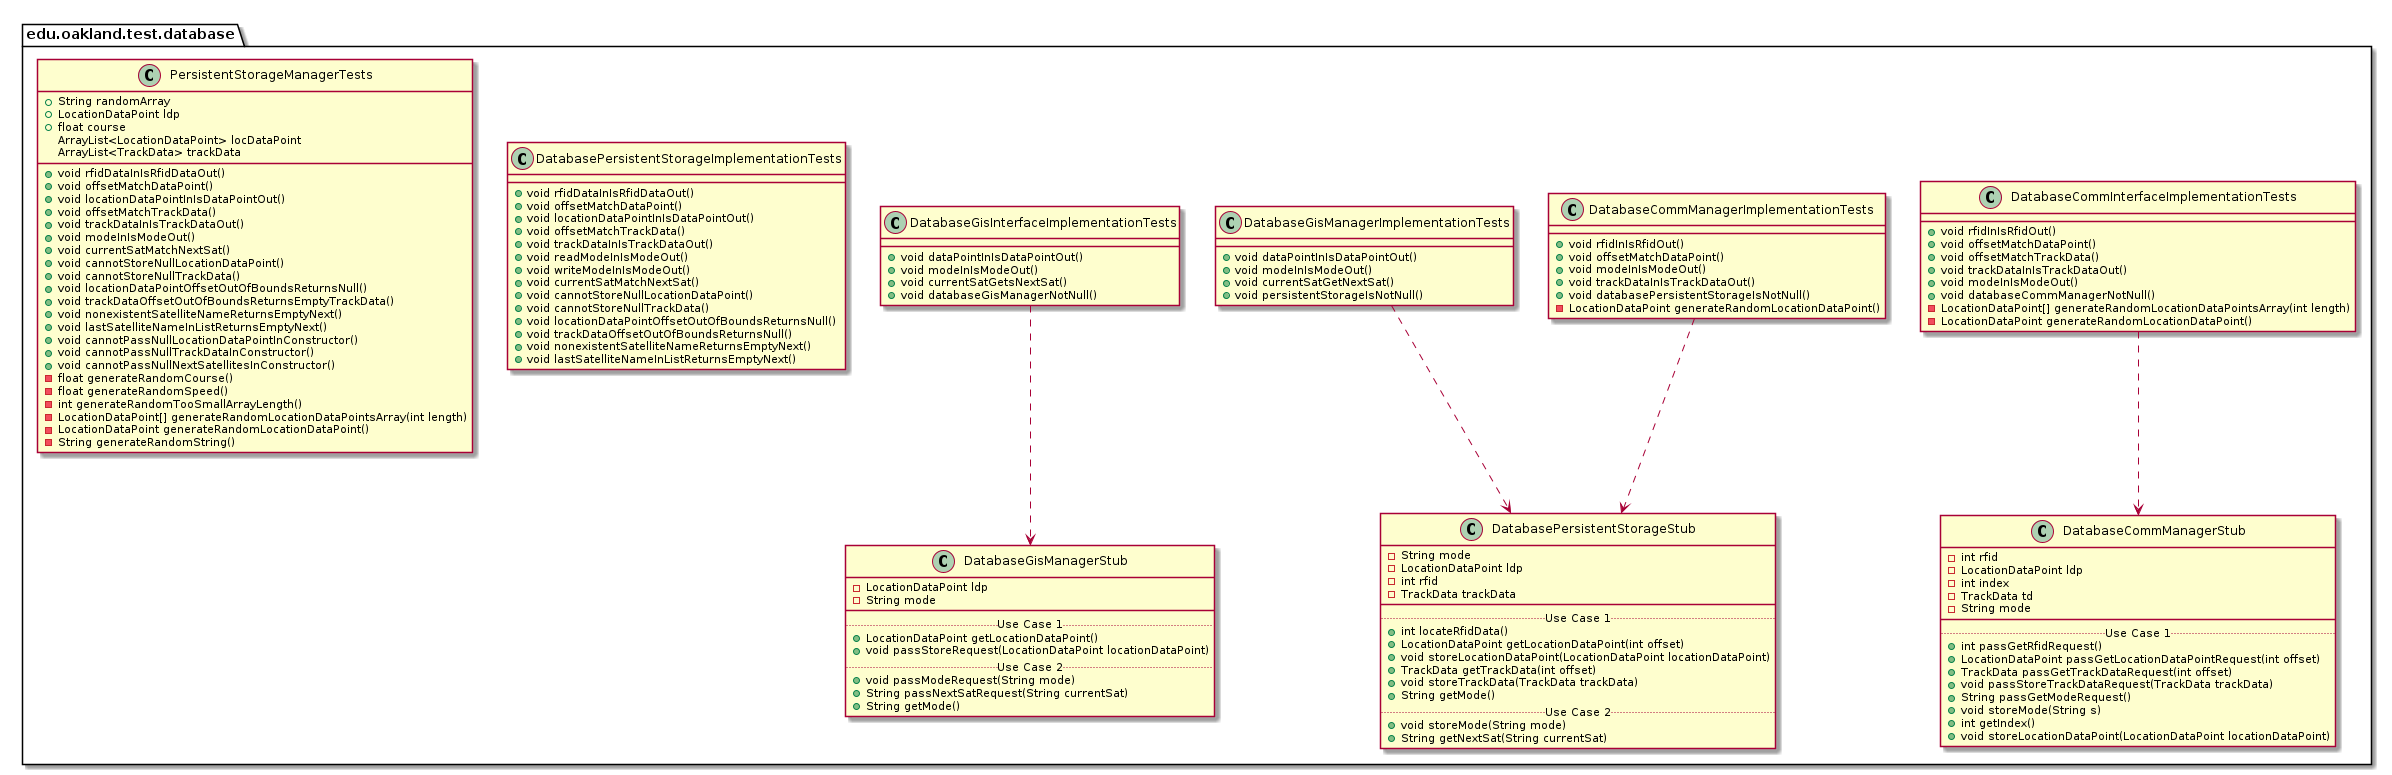 edu.oakland.test.database
C PersistentStorageManagerTests
String randomArray
LocationDataPoint ldp
float course
ArrayList<LocationDataPoint> locDataPoint
ArrayList<TrackData> trackData
void rfidDataInIsRfidDataOut()
void offsetMatchDataPoint()
void locationDataPointInIsDataPointOut()
void offsetMatchTrackData()
void trackDataInIsTrackDataOut()
void modeInIsModeOut()
void currentSatMatchNextSat()
void cannotStoreNullLocationDataPoint()
void cannotStoreNullTrackData()
void locationDataPointOffsetOutOfBoundsReturnsNull()
void trackDataOffsetOutOfBoundsReturnsEmptyTrackData()
void nonexistentSatelliteNameReturnsEmptyNext()
void lastSatelliteNameInListReturnsEmptyNext()
void cannotPassNullLocationDataPointInConstructor()
void cannotPassNullTrackDataInConstructor()
void cannotPassNullNextSatellitesInConstructor()
float generateRandomCourse()
float generateRandomSpeed()
int generateRandomTooSmallArrayLength()
LocationDataPoint[] generateRandomLocationDataPointsArray(int length)
LocationDataPoint generateRandomLocationDataPoint()
String generateRandomString()
C DatabasePersistentStorageImplementationTests
void rfidDataInIsRfidDataOut()
void offsetMatchDataPoint()
void locationDataPointInIsDataPointOut()
void offsetMatchTrackData()
void trackDataInIsTrackDataOut()
void readModeInIsModeOut()
void writeModeInIsModeOut()
void currentSatMatchNextSat()
void cannotStoreNullLocationDataPoint()
void cannotStoreNullTrackData()
void locationDataPointOffsetOutOfBoundsReturnsNull()
void trackDataOffsetOutOfBoundsReturnsNull()
void nonexistentSatelliteNameReturnsEmptyNext()
void lastSatelliteNameInListReturnsEmptyNext()
C DatabaseGisInterfaceImplementationTests
void dataPointInIsDataPointOut()
void modeInIsModeOut()
void currentSatGetsNextSat()
void databaseGisManagerNotNull()
C DatabaseGisManagerImplementationTests
void dataPointInIsDataPointOut()
void modeInIsModeOut()
void currentSatGetNextSat()
void persistentStorageIsNotNull()
C DatabaseCommManagerImplementationTests
void rfidInIsRfidOut()
void offsetMatchDataPoint()
void modeInIsModeOut()
void trackDataInIsTrackDataOut()
void databasePersistentStorageIsNotNull()
LocationDataPoint generateRandomLocationDataPoint()
C DatabaseCommInterfaceImplementationTests
void rfidInIsRfidOut()
void offsetMatchDataPoint()
void offsetMatchTrackData()
void trackDataInIsTrackDataOut()
void modeInIsModeOut()
void databaseCommManagerNotNull()
LocationDataPoint[] generateRandomLocationDataPointsArray(int length)
LocationDataPoint generateRandomLocationDataPoint()
C DatabaseGisManagerStub
LocationDataPoint ldp
String mode
Use Case 1
LocationDataPoint getLocationDataPoint()
void passStoreRequest(LocationDataPoint locationDataPoint)
Use Case 2
void passModeRequest(String mode)
String passNextSatRequest(String currentSat)
String getMode()
C DatabasePersistentStorageStub
String mode
LocationDataPoint ldp
int rfid
TrackData trackData
Use Case 1
int locateRfidData()
LocationDataPoint getLocationDataPoint(int offset)
void storeLocationDataPoint(LocationDataPoint locationDataPoint)
TrackData getTrackData(int offset)
void storeTrackData(TrackData trackData)
String getMode()
Use Case 2
void storeMode(String mode)
String getNextSat(String currentSat)
C DatabaseCommManagerStub
int rfid
LocationDataPoint ldp
int index
TrackData td
String mode
Use Case 1
int passGetRfidRequest()
LocationDataPoint passGetLocationDataPointRequest(int offset)
TrackData passGetTrackDataRequest(int offset)
void passStoreTrackDataRequest(TrackData trackData)
String passGetModeRequest()
void storeMode(String s)
int getIndex()
void storeLocationDataPoint(LocationDataPoint locationDataPoint)